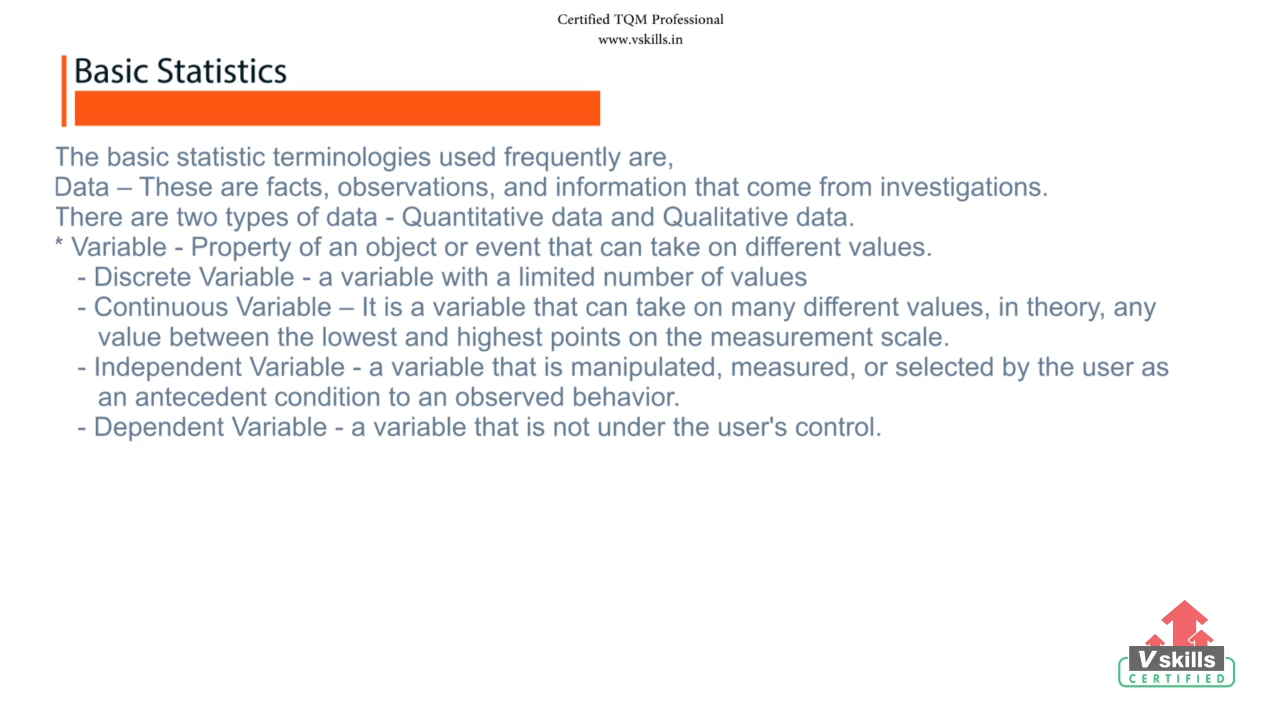 Certified TQM Professional
www.vskills.in
Basic Statistics
The basic statistic terminologies used frequently are,
Data – These are facts, observations, and information that come from investigations.
There are two types of data - Quantitative data and Qualitative data.
* Variable - Property of an object or event that can take on different values.
- Discrete Variable - a variable with a limited number of values
- Continuous Variable – It is a variable that can take on many different values, in theory, any
value between the lowest and highest points on the measurement scale.
- Independent Variable - a variable that is manipulated, measured, or selected by the user as
an antecedent condition to an observed behavior.
- Dependent Variable - a variable that is not under the user's control.
Vskills
CERTIFIED